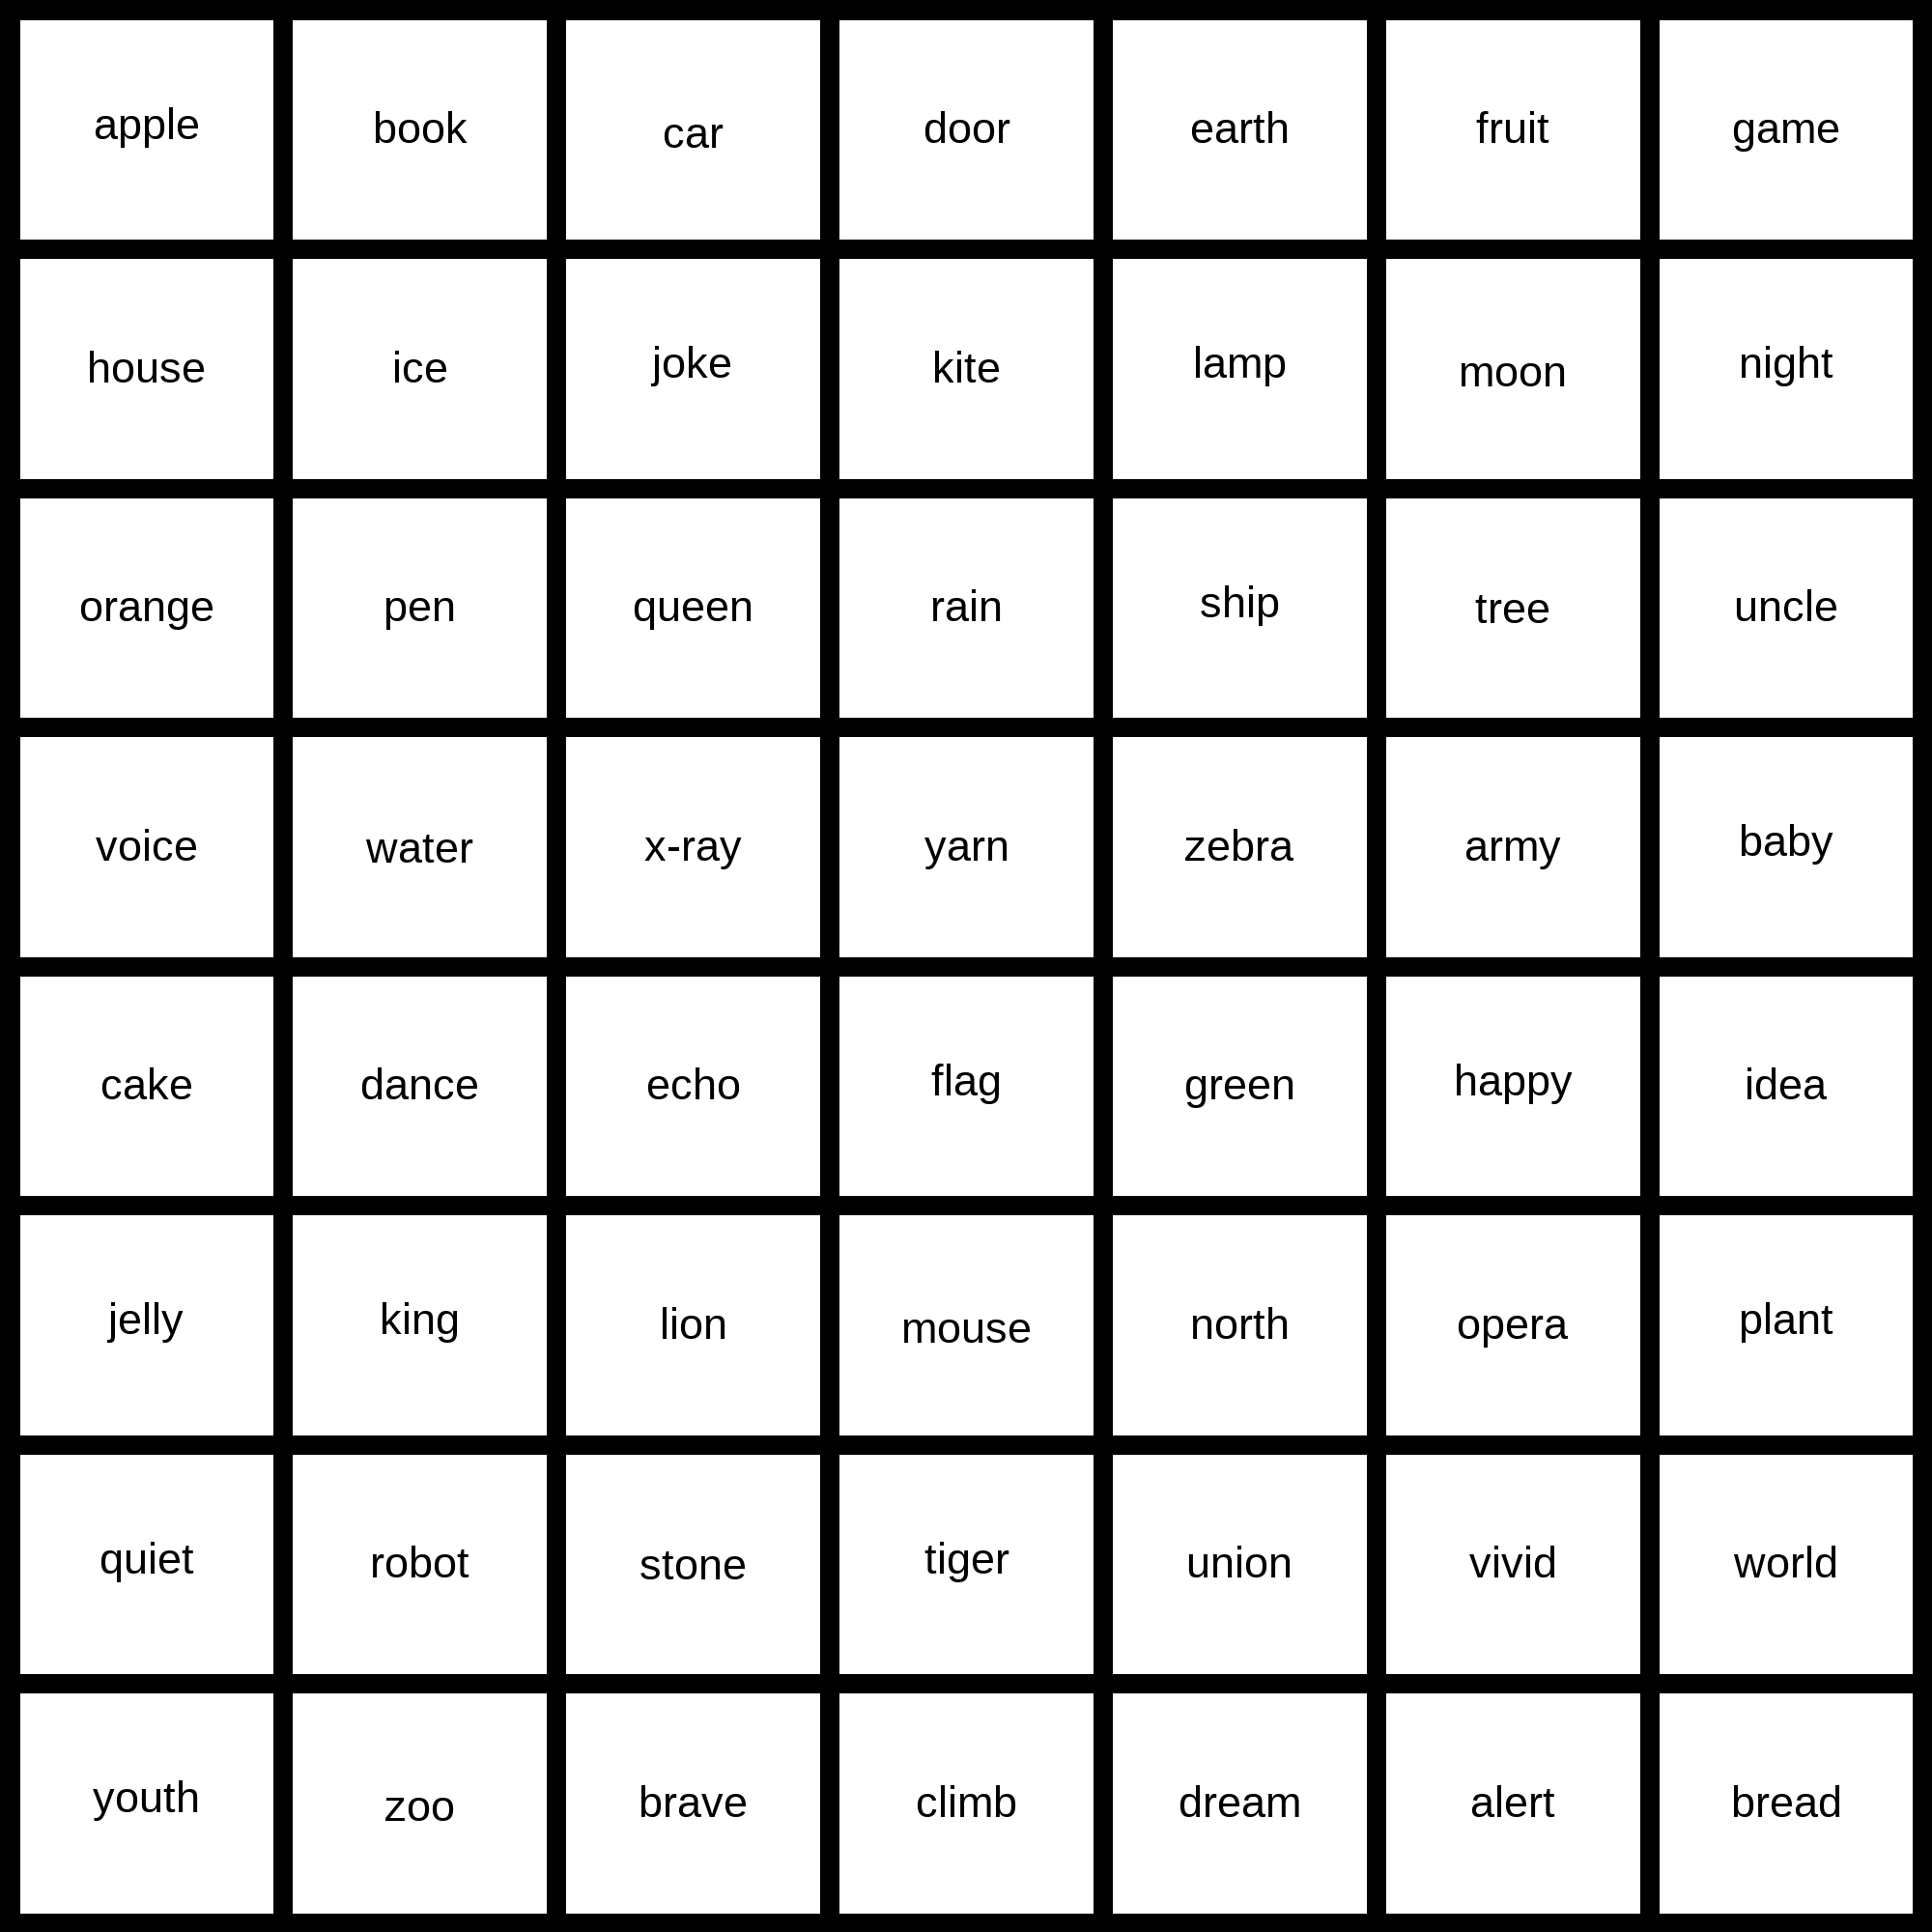 apple book car door earth fruit game
house ice joke kite lamp moon night
orange pen queen rain ship tree uncle
voice water x-ray yarn zebra army baby
cake dance echo flag green happy idea
jelly king lion mouse north opera plant
quiet robot stone tiger union vivid world
youth zoo brave climb dream alert bread